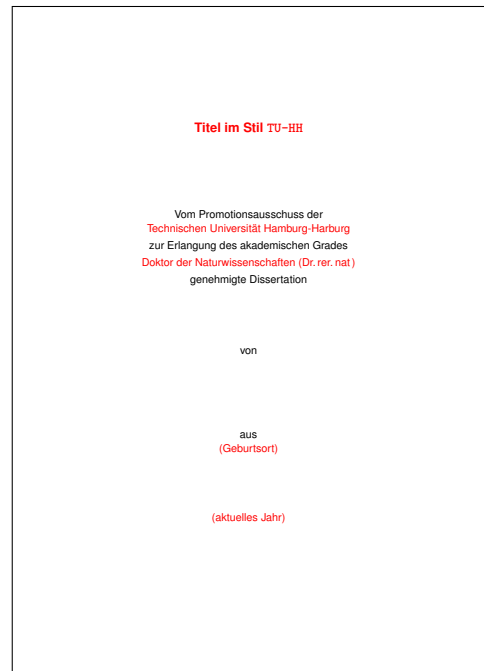 Titel im Stil TU-HH
Vom Promotionsausschuss der
Technischen Universität Hamburg-Harburg
zur Erlangung des akademischen Grades
Doktor der Naturwissenschaften (Dr. rer. nat)
genehmigte Dissertation
von
aus
(Geburtsort)
(aktuelles Jahr)